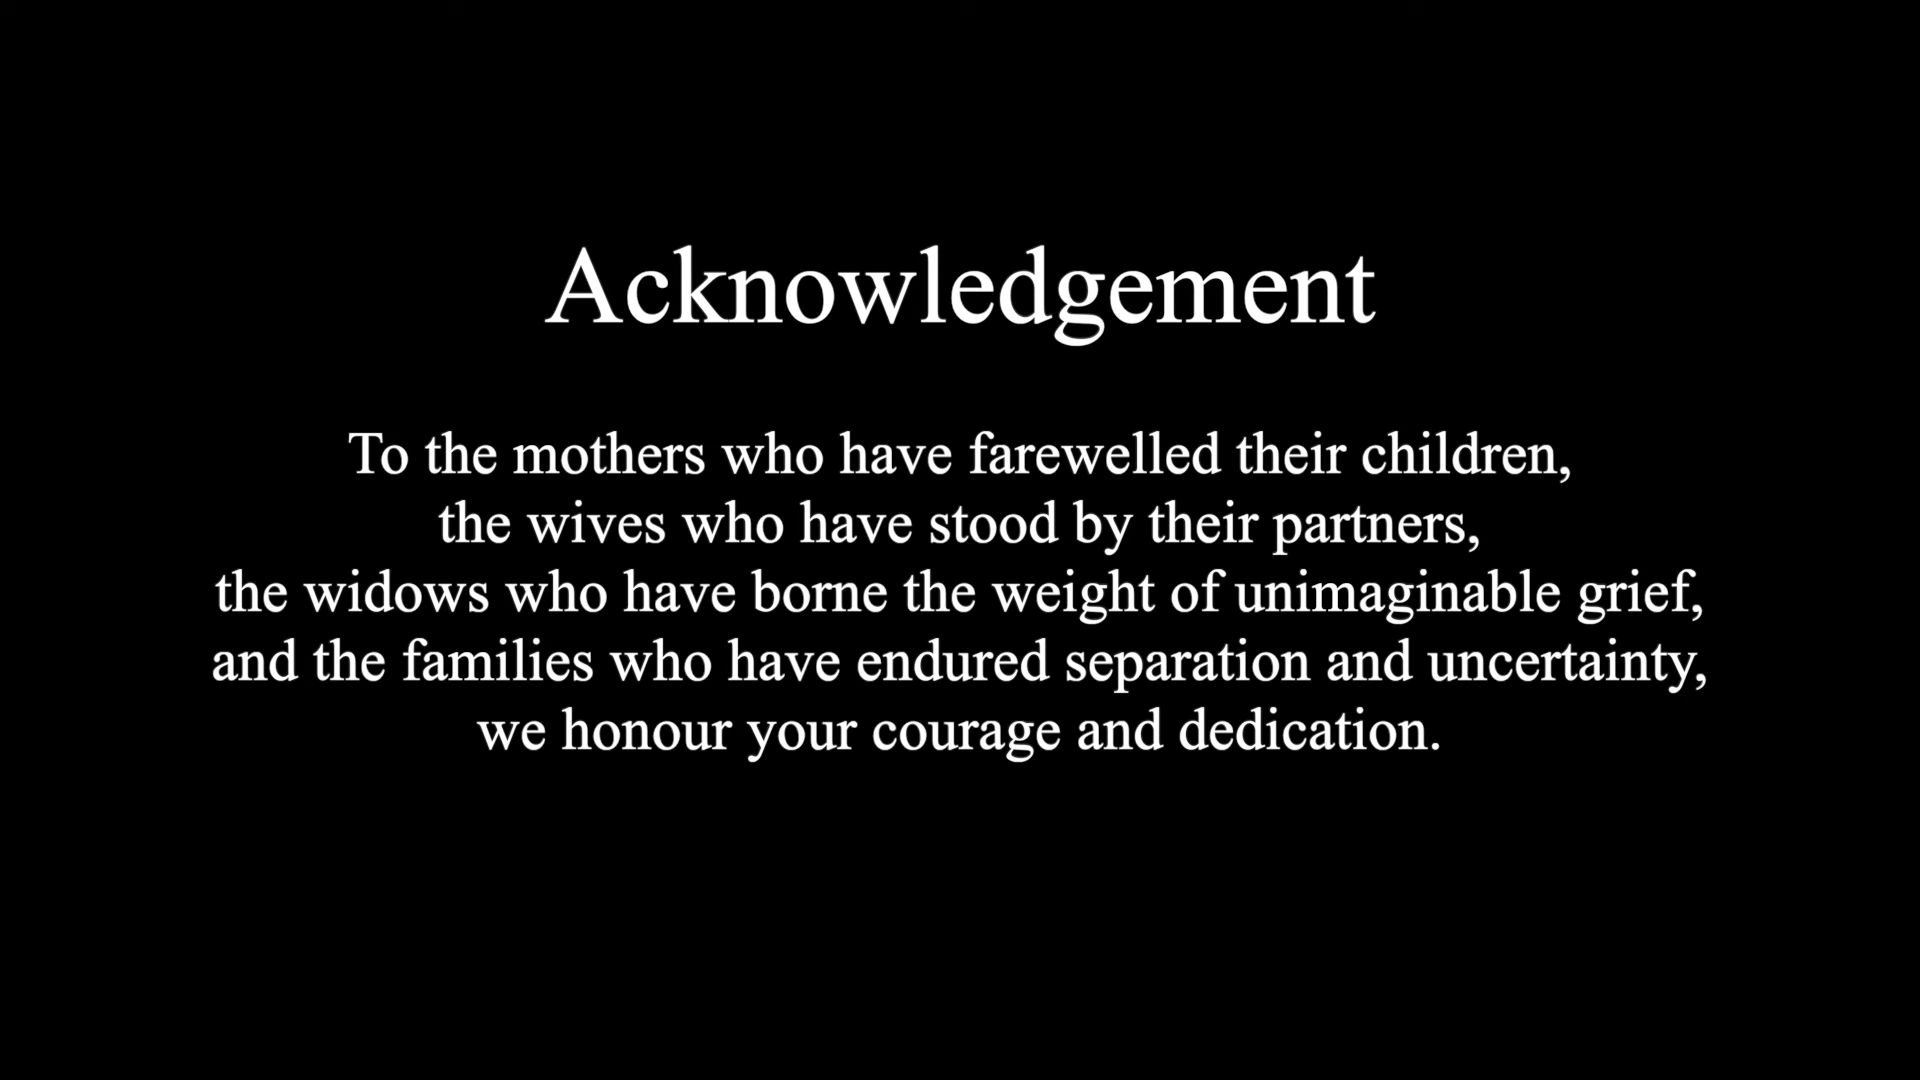 Acknowledgement
To the mothers who have farewelled their children,
the wives who have stood by their partners,
the widows who have borne the weight of unimaginable grief,
and the families who have endured separation and uncertainty,
we honour your courage and dedication.